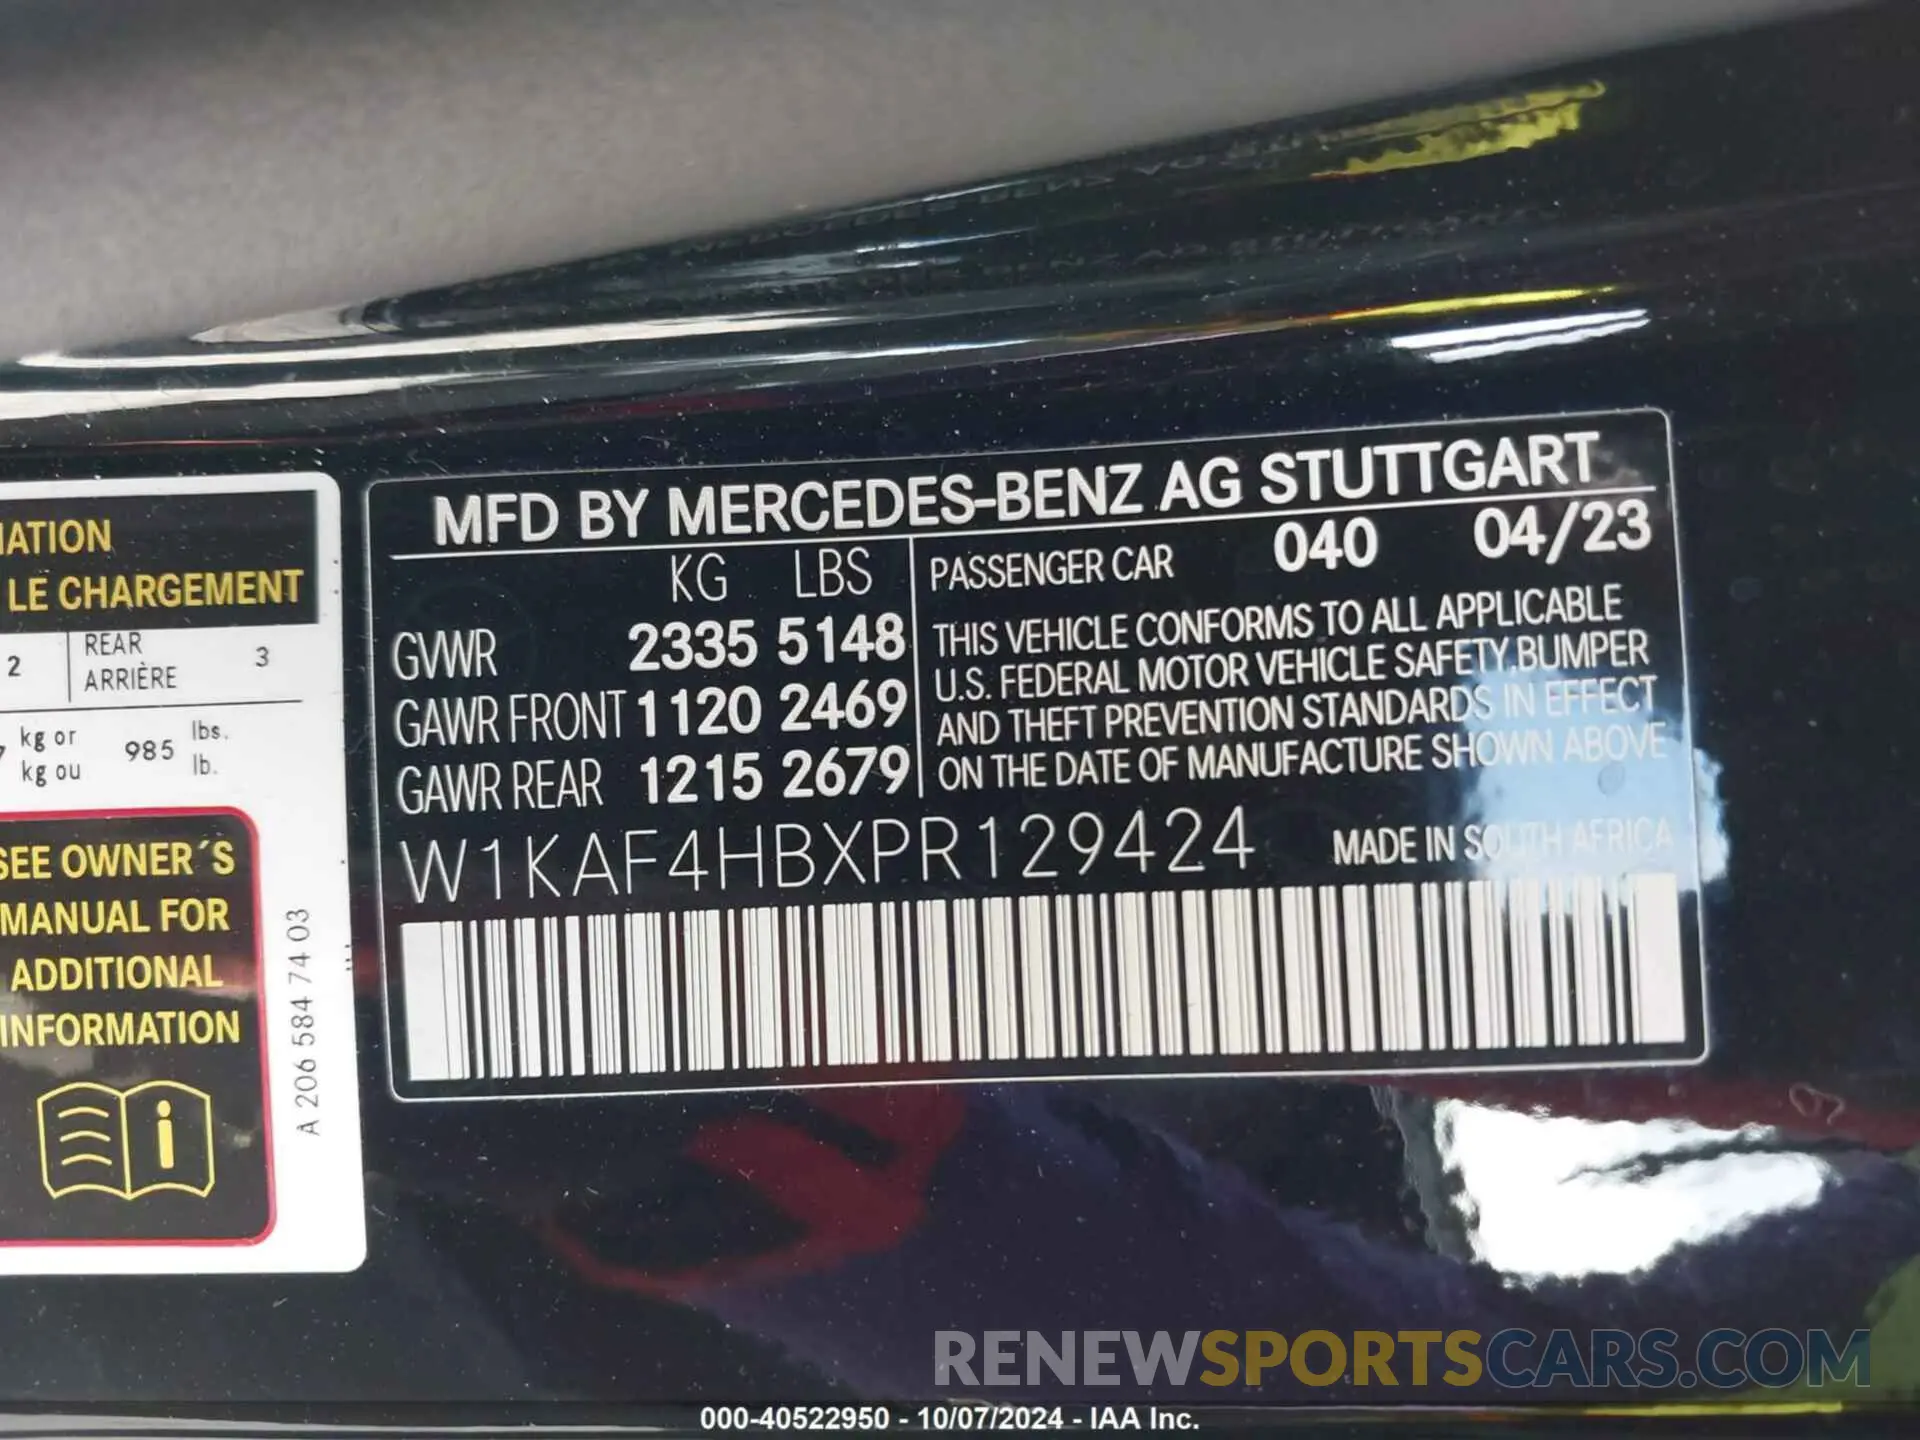 IATION
LE CHARGEMENT
2 REAR ARRIÈRE 3
kg or kg ou 985 lbs. lb.
SEE OWNER´S
MANUAL FOR
ADDITIONAL
INFORMATION
A 206 584 74 03
MFD BY MERCEDES-BENZ AG STUTTGART
KG LBS
GVWR 2335 5148
GAWR FRONT 1120 2469
GAWR REAR 1215 2679
PASSENGER CAR 040 04/23
THIS VEHICLE CONFORMS TO ALL APPLICABLE
U.S. FEDERAL MOTOR VEHICLE SAFETY, BUMPER
AND THEFT PREVENTION STANDARDS IN EFFECT
ON THE DATE OF MANUFACTURE SHOWN ABOVE
W1KAF4HBXPR129424 MADE IN SOUTH AFRICA
RENEWSPORTSCARS.COM
000-40522950 - 10/07/2024 - IAA Inc.